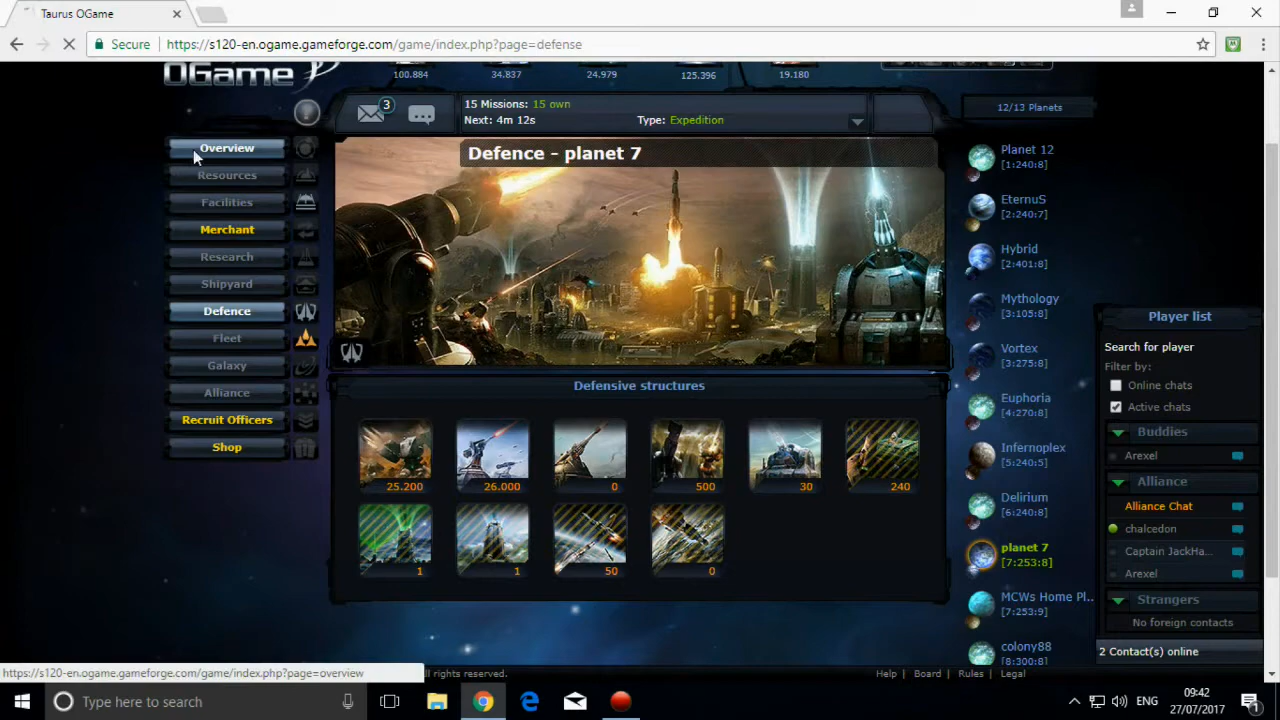 Taurus OGame
Secure https://s120-en.ogame.gameforge.com/game/index.php?page=defense
OGame
100.884 34.837 24.979 125.396 19.180
3
15 Missions: 15 own
Next: 4m 12s Type: Expedition
12/13 Planets
Overview
Resources
Facilities
Merchant
Research
Shipyard
Defence
Fleet
Galaxy
Alliance
Recruit Officers
Shop
Defence - planet 7
Defensive structures
25.200 26.000 0 500 30 240
1 1 50 0
Planet 12
[1:240:8]
EternuS
[2:240:7]
Hybrid
[2:401:8]
Mythology
[3:105:8]
Vortex
[3:275:8]
Euphoria
[4:270:8]
Infernoplex
[5:240:5]
Delirium
[6:240:8]
planet 7
[7:253:8]
MCWs Home Pl..
[7:253:9]
colony88
[8:300:8]
Player list
Search for player
Filter by:
Online chats
Active chats
Buddies
Arexel
Alliance
Alliance Chat
chalcedon
Captain JackHa...
Arexel
Strangers
No foreign contacts
2 Contact(s) online
https://s120-en.ogame.gameforge.com/game/index.php?page=overview
ll rights reserved.
Help Board Rules Legal
Type here to search
ENG
09:42
27/07/2017
1